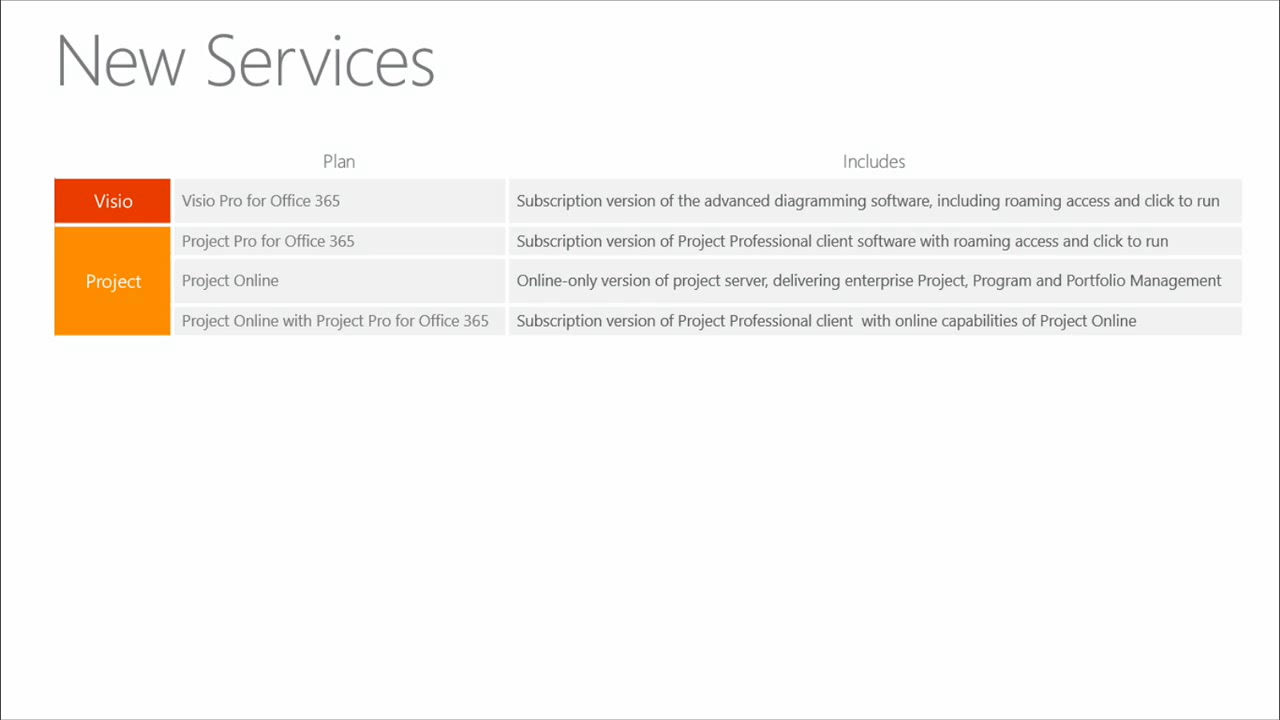 New Services
Plan Includes
Visio Visio Pro for Office 365 Subscription version of the advanced diagramming software, including roaming access and click to run
Project Pro for Office 365 Subscription version of Project Professional client software with roaming access and click to run
Project Project Online Online-only version of project server, delivering enterprise Project, Program and Portfolio Management
Project Online with Project Pro for Office 365 Subscription version of Project Professional client with online capabilities of Project Online